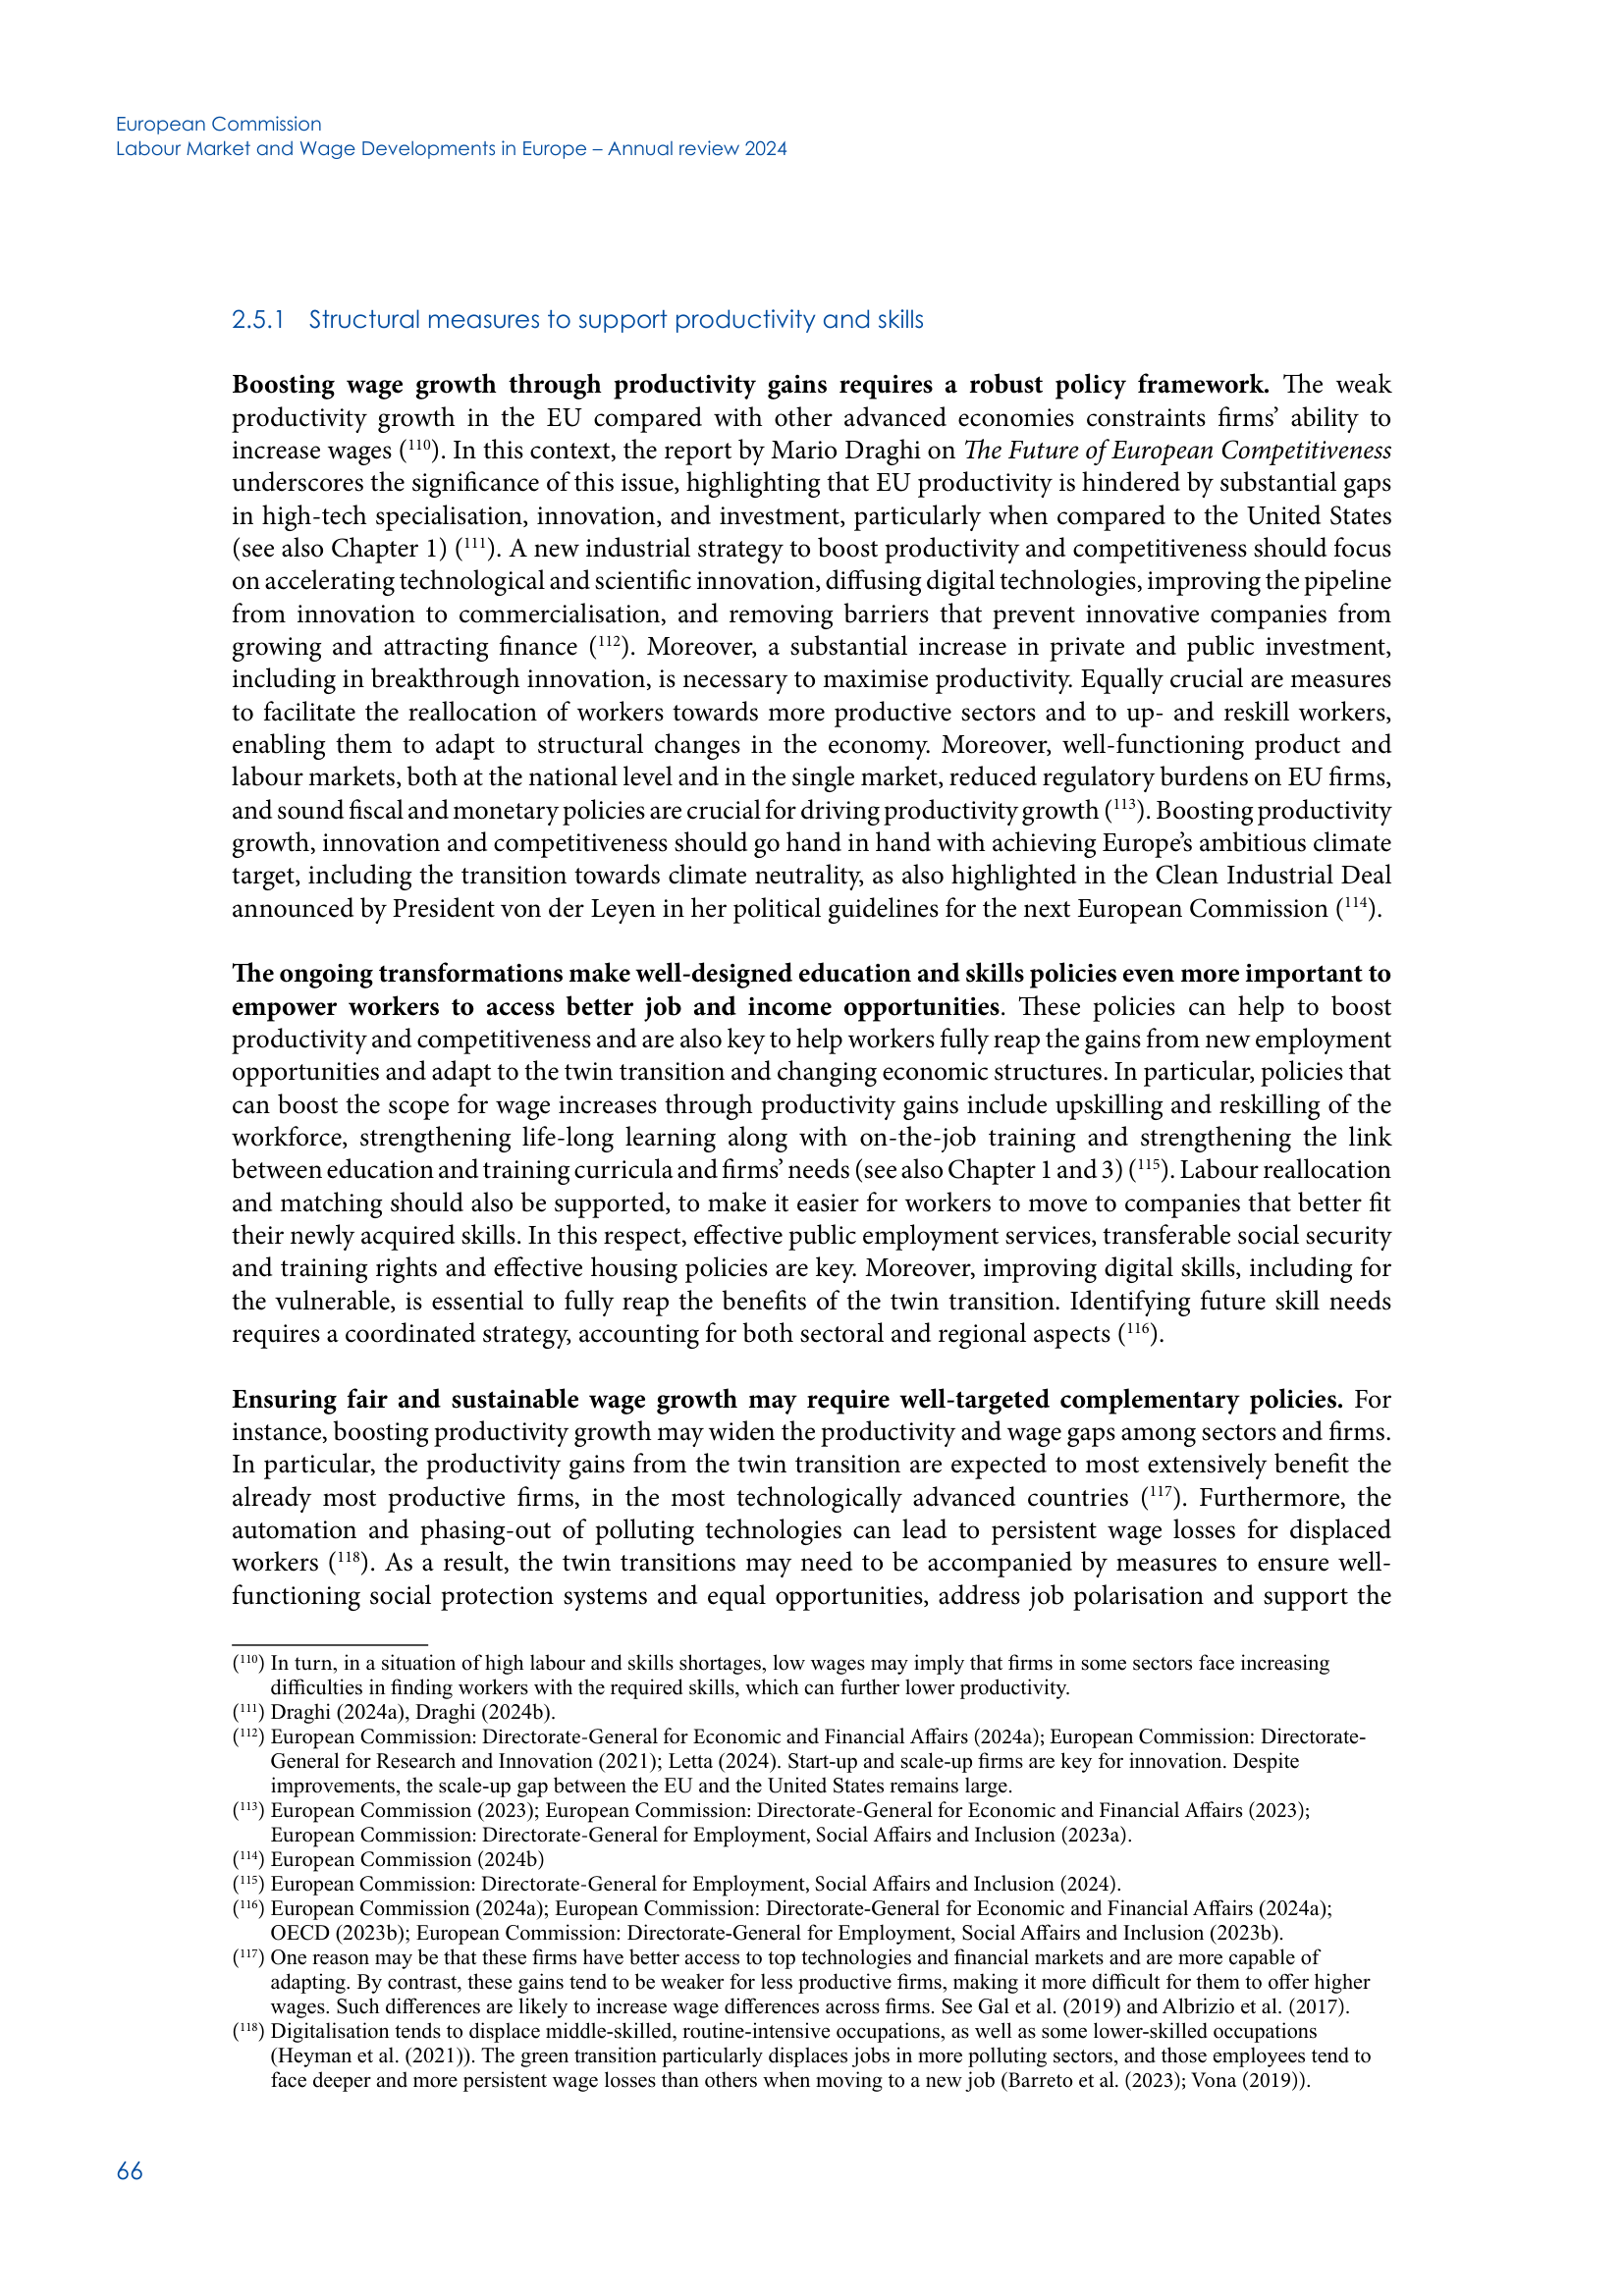 European Commission
Labour Market and Wage Developments in Europe – Annual review 2024
2.5.1 Structural measures to support productivity and skills
Boosting wage growth through productivity gains requires a robust policy framework. The weak
productivity growth in the EU compared with other advanced economies constraints firms’ ability to
increase wages (110). In this context, the report by Mario Draghi on The Future of European Competitiveness
underscores the significance of this issue, highlighting that EU productivity is hindered by substantial gaps
in high-tech specialisation, innovation, and investment, particularly when compared to the United States
(see also Chapter 1) (111). A new industrial strategy to boost productivity and competitiveness should focus
on accelerating technological and scientific innovation, diffusing digital technologies, improving the pipeline
from innovation to commercialisation, and removing barriers that prevent innovative companies from
growing and attracting finance (112). Moreover, a substantial increase in private and public investment,
including in breakthrough innovation, is necessary to maximise productivity. Equally crucial are measures
to facilitate the reallocation of workers towards more productive sectors and to up- and reskill workers,
enabling them to adapt to structural changes in the economy. Moreover, well-functioning product and
labour markets, both at the national level and in the single market, reduced regulatory burdens on EU firms,
and sound fiscal and monetary policies are crucial for driving productivity growth (113). Boosting productivity
growth, innovation and competitiveness should go hand in hand with achieving Europe’s ambitious climate
target, including the transition towards climate neutrality, as also highlighted in the Clean Industrial Deal
announced by President von der Leyen in her political guidelines for the next European Commission (114).
The ongoing transformations make well-designed education and skills policies even more important to
empower workers to access better job and income opportunities. These policies can help to boost
productivity and competitiveness and are also key to help workers fully reap the gains from new employment
opportunities and adapt to the twin transition and changing economic structures. In particular, policies that
can boost the scope for wage increases through productivity gains include upskilling and reskilling of the
workforce, strengthening life-long learning along with on-the-job training and strengthening the link
between education and training curricula and firms’ needs (see also Chapter 1 and 3) (115). Labour reallocation
and matching should also be supported, to make it easier for workers to move to companies that better fit
their newly acquired skills. In this respect, effective public employment services, transferable social security
and training rights and effective housing policies are key. Moreover, improving digital skills, including for
the vulnerable, is essential to fully reap the benefits of the twin transition. Identifying future skill needs
requires a coordinated strategy, accounting for both sectoral and regional aspects (116).
Ensuring fair and sustainable wage growth may require well-targeted complementary policies. For
instance, boosting productivity growth may widen the productivity and wage gaps among sectors and firms.
In particular, the productivity gains from the twin transition are expected to most extensively benefit the
already most productive firms, in the most technologically advanced countries (117). Furthermore, the
automation and phasing-out of polluting technologies can lead to persistent wage losses for displaced
workers (118). As a result, the twin transitions may need to be accompanied by measures to ensure well-
functioning social protection systems and equal opportunities, address job polarisation and support the
(110) In turn, in a situation of high labour and skills shortages, low wages may imply that firms in some sectors face increasing
difficulties in finding workers with the required skills, which can further lower productivity.
(111) Draghi (2024a), Draghi (2024b).
(112) European Commission: Directorate-General for Economic and Financial Affairs (2024a); European Commission: Directorate-
General for Research and Innovation (2021); Letta (2024). Start-up and scale-up firms are key for innovation. Despite
improvements, the scale-up gap between the EU and the United States remains large.
(113) European Commission (2023); European Commission: Directorate-General for Economic and Financial Affairs (2023);
European Commission: Directorate-General for Employment, Social Affairs and Inclusion (2023a).
(114) European Commission (2024b)
(115) European Commission: Directorate-General for Employment, Social Affairs and Inclusion (2024).
(116) European Commission (2024a); European Commission: Directorate-General for Economic and Financial Affairs (2024a);
OECD (2023b); European Commission: Directorate-General for Employment, Social Affairs and Inclusion (2023b).
(117) One reason may be that these firms have better access to top technologies and financial markets and are more capable of
adapting. By contrast, these gains tend to be weaker for less productive firms, making it more difficult for them to offer higher
wages. Such differences are likely to increase wage differences across firms. See Gal et al. (2019) and Albrizio et al. (2017).
(118) Digitalisation tends to displace middle-skilled, routine-intensive occupations, as well as some lower-skilled occupations
(Heyman et al. (2021)). The green transition particularly displaces jobs in more polluting sectors, and those employees tend to
face deeper and more persistent wage losses than others when moving to a new job (Barreto et al. (2023); Vona (2019)).
66